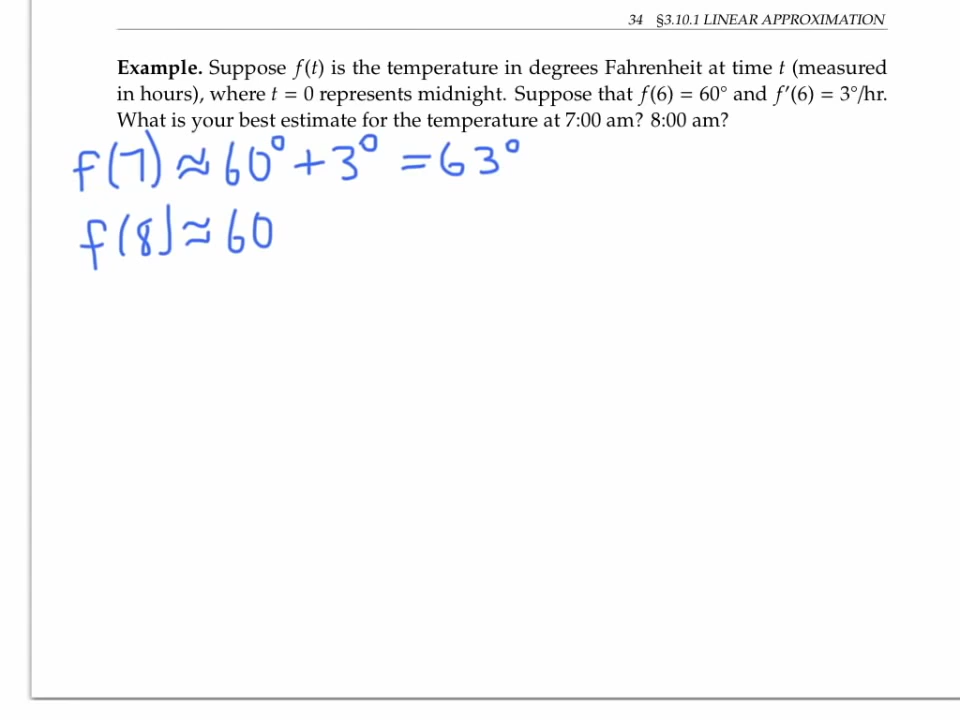 34 §3.10.1 LINEAR APPROXIMATION
Example. Suppose f(t) is the temperature in degrees Fahrenheit at time t (measured
in hours), where t = 0 represents midnight. Suppose that f(6) = 60° and f′(6) = 3°/hr.
What is your best estimate for the temperature at 7:00 am? 8:00 am?
f(7) ≈ 60° + 3° = 63°
f(8) ≈ 60